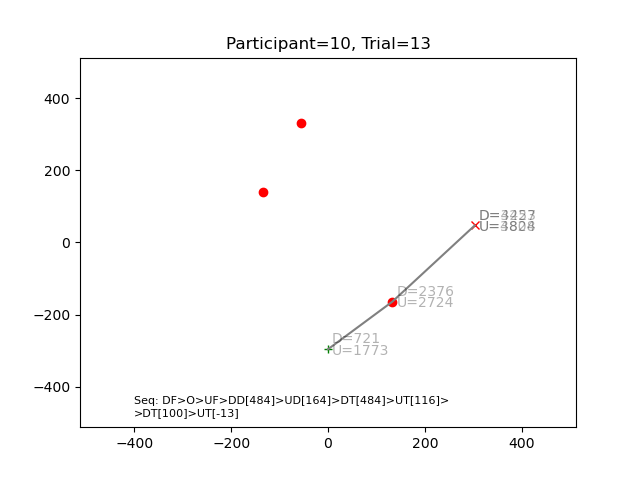 Participant=10, Trial=13
400
200
0
−200
−400
D=2376
U=2724
D=721
U=1773
Seq: DF>O>UF>DD[484]>UD[164]>DT[484]>UT[116]>
>DT[100]>UT[-13]
−400
−200
0
200
400